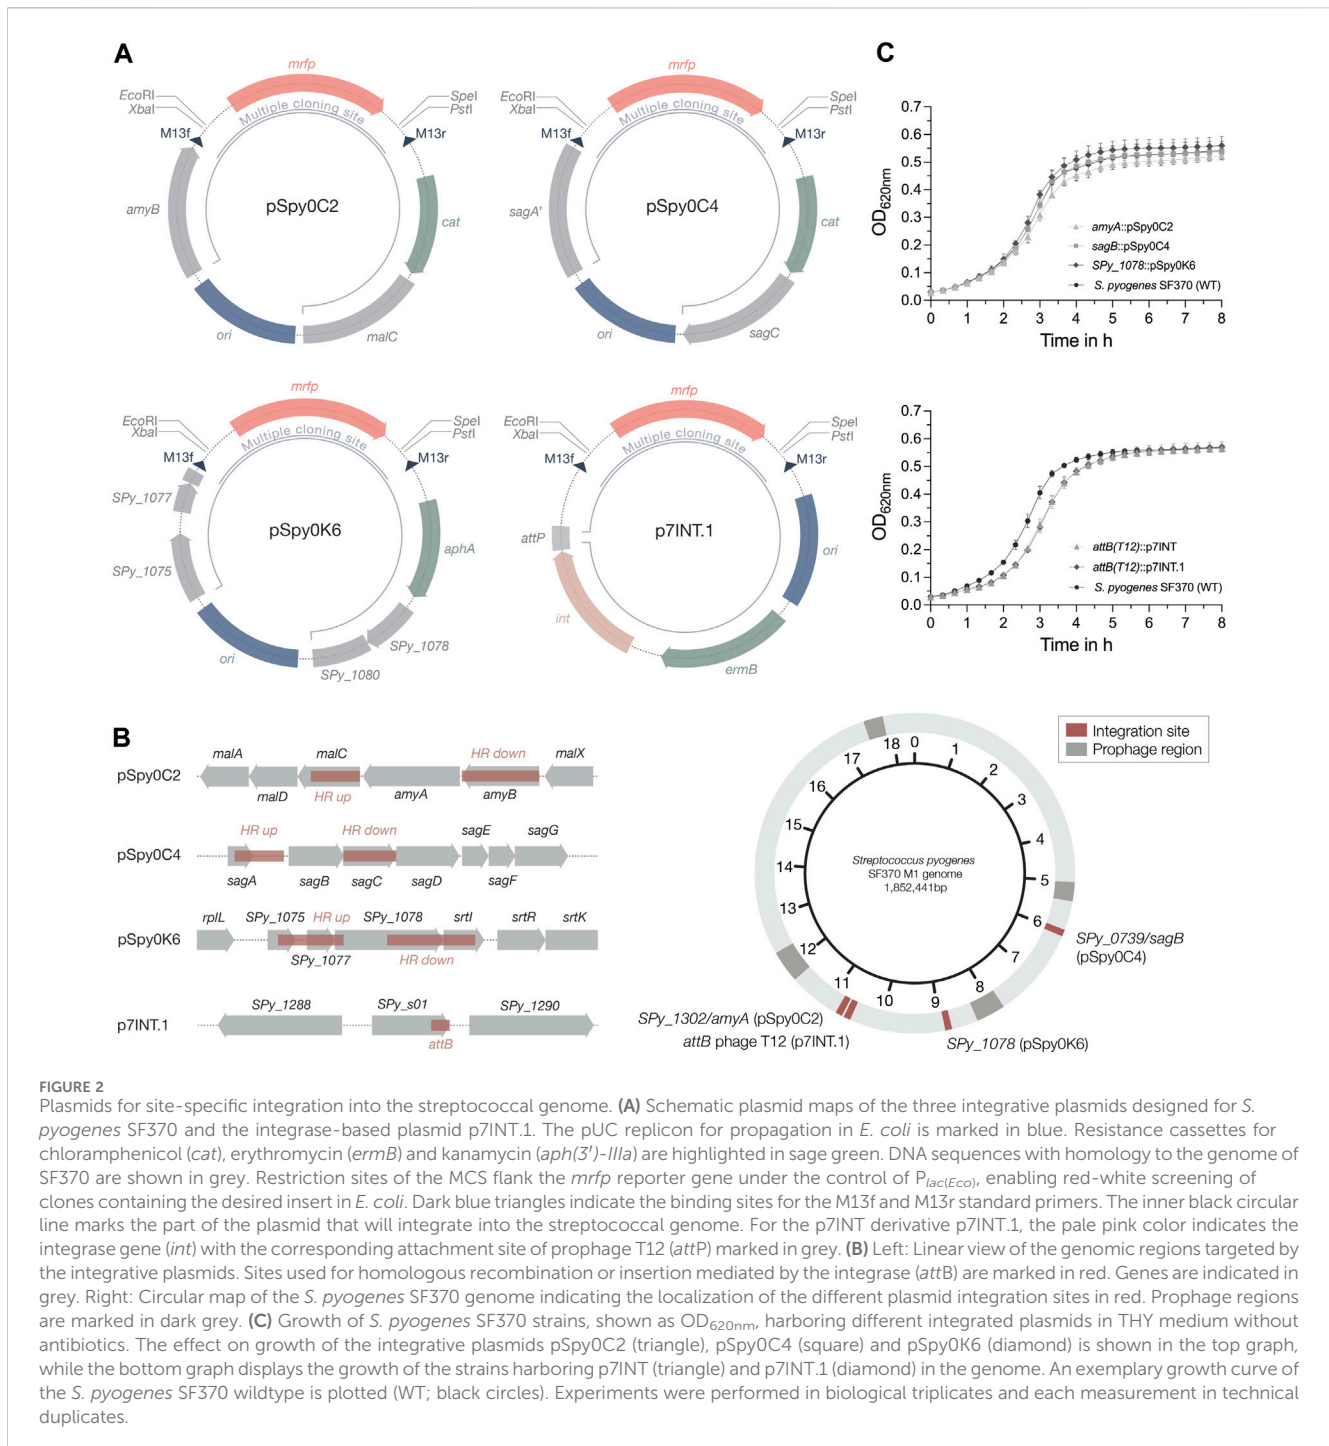 A
mrfp
EcoRI
XbaI
SpeI
PstI
Multiple cloning site
M13f
M13r
amyB
pSpy0C2
cat
ori
malC
mrfp
EcoRI
XbaI
SpeI
PstI
Multiple cloning site
M13f
M13r
sagA'
pSpy0C4
cat
ori
sagC
mrfp
EcoRI
XbaI
SpeI
PstI
Multiple cloning site
M13f
M13r
SPy_1077
SPy_1075
pSpy0K6
aphA
ori
SPy_1078
SPy_1080
mrfp
EcoRI
XbaI
SpeI
PstI
Multiple cloning site
M13f
M13r
attP
p7INT.1
ori
int
ermB
C
0.7
0.6
0.5
0.4
0.3
0.2
0.1
0.0
OD620nm
amyA::pSpy0C2
sagB::pSpy0C4
SPy_1078::pSpy0K6
S. pyogenes SF370 (WT)
0 1 2 3 4 5 6 7 8
Time in h
0.7
0.6
0.5
0.4
0.3
0.2
0.1
0.0
OD620nm
attB(T12)::p7INT
attB(T12)::p7INT.1
S. pyogenes SF370 (WT)
0 1 2 3 4 5 6 7 8
Time in h
B
malA malC HR down malX
pSpy0C2
malD HR up amyA amyB
HR up HR down sagE sagG
pSpy0C4
sagA sagB sagC sagD sagF
rplL SPy_1075 HR up SPy_1078 srtI srtR srtK
pSpy0K6
SPy_1077 HR down
SPy_1288 SPy_s01 SPy_1290
p7INT.1
attB
Integration site
Prophage region
0
1
2
3
4
5
6
7
8
9
10
11
12
13
14
15
16
17
18
Streptococcus pyogenes
SF370 M1 genome
1,852,441bp
SPy_0739/sagB
(pSpy0C4)
SPy_1302/amyA (pSpy0C2)
attB phage T12 (p7INT.1)
SPy_1078 (pSpy0K6)
FIGURE 2
Plasmids for site-specific integration into the streptococcal genome. (A) Schematic plasmid maps of the three integrative plasmids designed for S.
pyogenes SF370 and the integrase-based plasmid p7INT.1. The pUC replicon for propagation in E. coli is marked in blue. Resistance cassettes for
chloramphenicol (cat), erythromycin (ermB) and kanamycin (aph(3')-IIIa) are highlighted in sage green. DNA sequences with homology to the genome of
SF370 are shown in grey. Restriction sites of the MCS flank the mrfp reporter gene under the control of Plac(Eco), enabling red-white screening of
clones containing the desired insert in E. coli. Dark blue triangles indicate the binding sites for the M13f and M13r standard primers. The inner black circular
line marks the part of the plasmid that will integrate into the streptococcal genome. For the p7INT derivative p7INT.1, the pale pink color indicates the
integrase gene (int) with the corresponding attachment site of prophage T12 (attP) marked in grey. (B) Left: Linear view of the genomic regions targeted by
the integrative plasmids. Sites used for homologous recombination or insertion mediated by the integrase (attB) are marked in red. Genes are indicated in
grey. Right: Circular map of the S. pyogenes SF370 genome indicating the localization of the different plasmid integration sites in red. Prophage regions
are marked in dark grey. (C) Growth of S. pyogenes SF370 strains, shown as OD620nm, harboring different integrated plasmids in THY medium without
antibiotics. The effect on growth of the integrative plasmids pSpy0C2 (triangle), pSpy0C4 (square) and pSpy0K6 (diamond) is shown in the top graph,
while the bottom graph displays the growth of the strains harboring p7INT (triangle) and p7INT.1 (diamond) in the genome. An exemplary growth curve of
the S. pyogenes SF370 wildtype is plotted (WT; black circles). Experiments were performed in biological triplicates and each measurement in technical
duplicates.